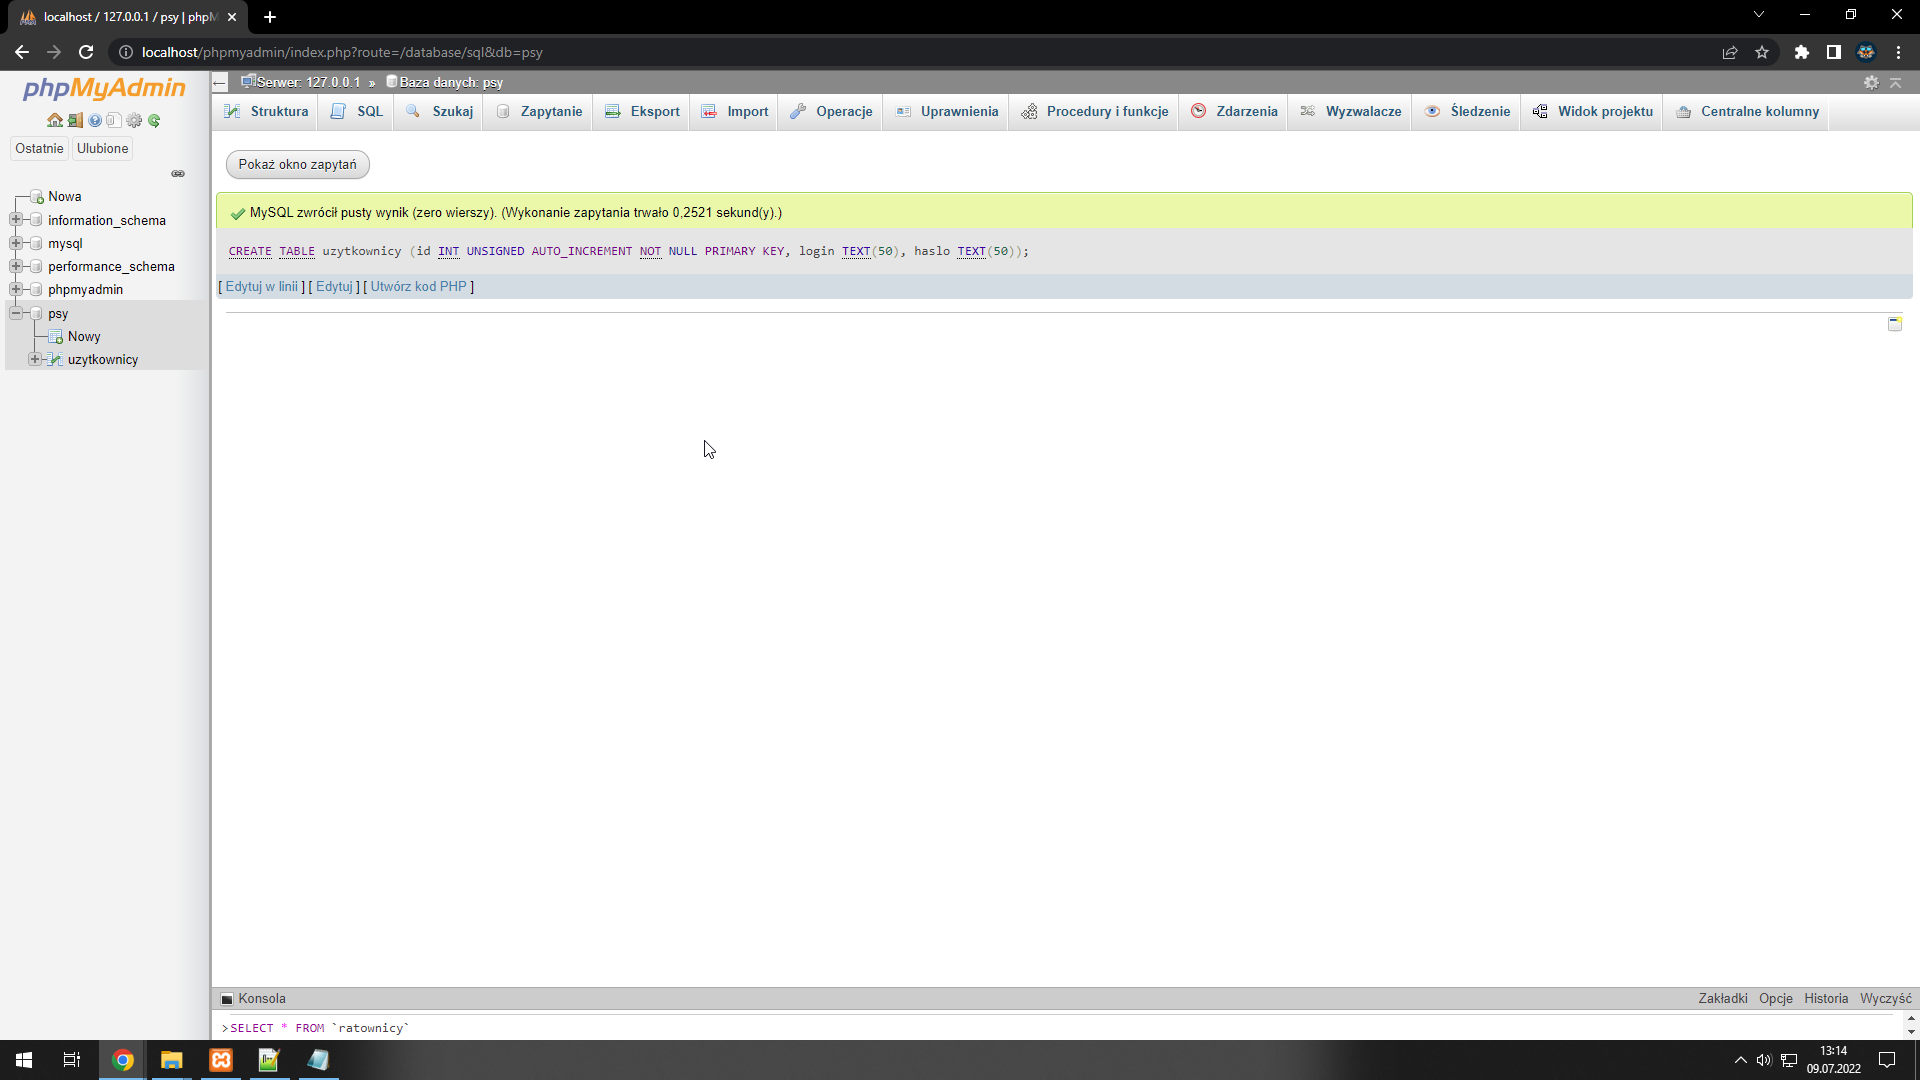 localhost / 127.0.0.1 / psy | phpM
localhost/phpmyadmin/index.php?route=/database/sql&db=psy
phpMyAdmin
Ostatnie Ulubione
Nowa
information_schema
mysql
performance_schema
phpmyadmin
psy
Nowy
uzytkownicy
Serwer: 127.0.0.1 » Baza danych: psy
Struktura SQL Szukaj Zapytanie Eksport Import Operacje Uprawnienia Procedury i funkcje Zdarzenia Wyzwalacze Śledzenie Widok projektu Centralne kolumny
Pokaż okno zapytań
MySQL zwrócił pusty wynik (zero wierszy). (Wykonanie zapytania trwało 0,2521 sekund(y).)
CREATE TABLE uzytkownicy (id INT UNSIGNED AUTO_INCREMENT NOT NULL PRIMARY KEY, login TEXT(50), haslo TEXT(50));
[ Edytuj w linii ] [ Edytuj ] [ Utwórz kod PHP ]
Konsola
Zakładki Opcje Historia Wyczyść
>SELECT * FROM `ratownicy`
13:14
09.07.2022